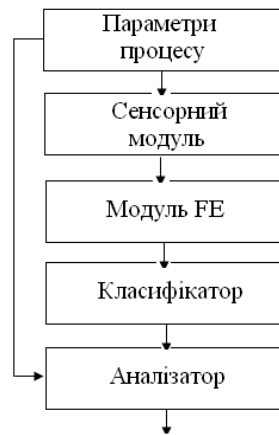 Параметри
процесу
Сенсорний
модуль
Модуль FE
Класифікатор
Аналізатор